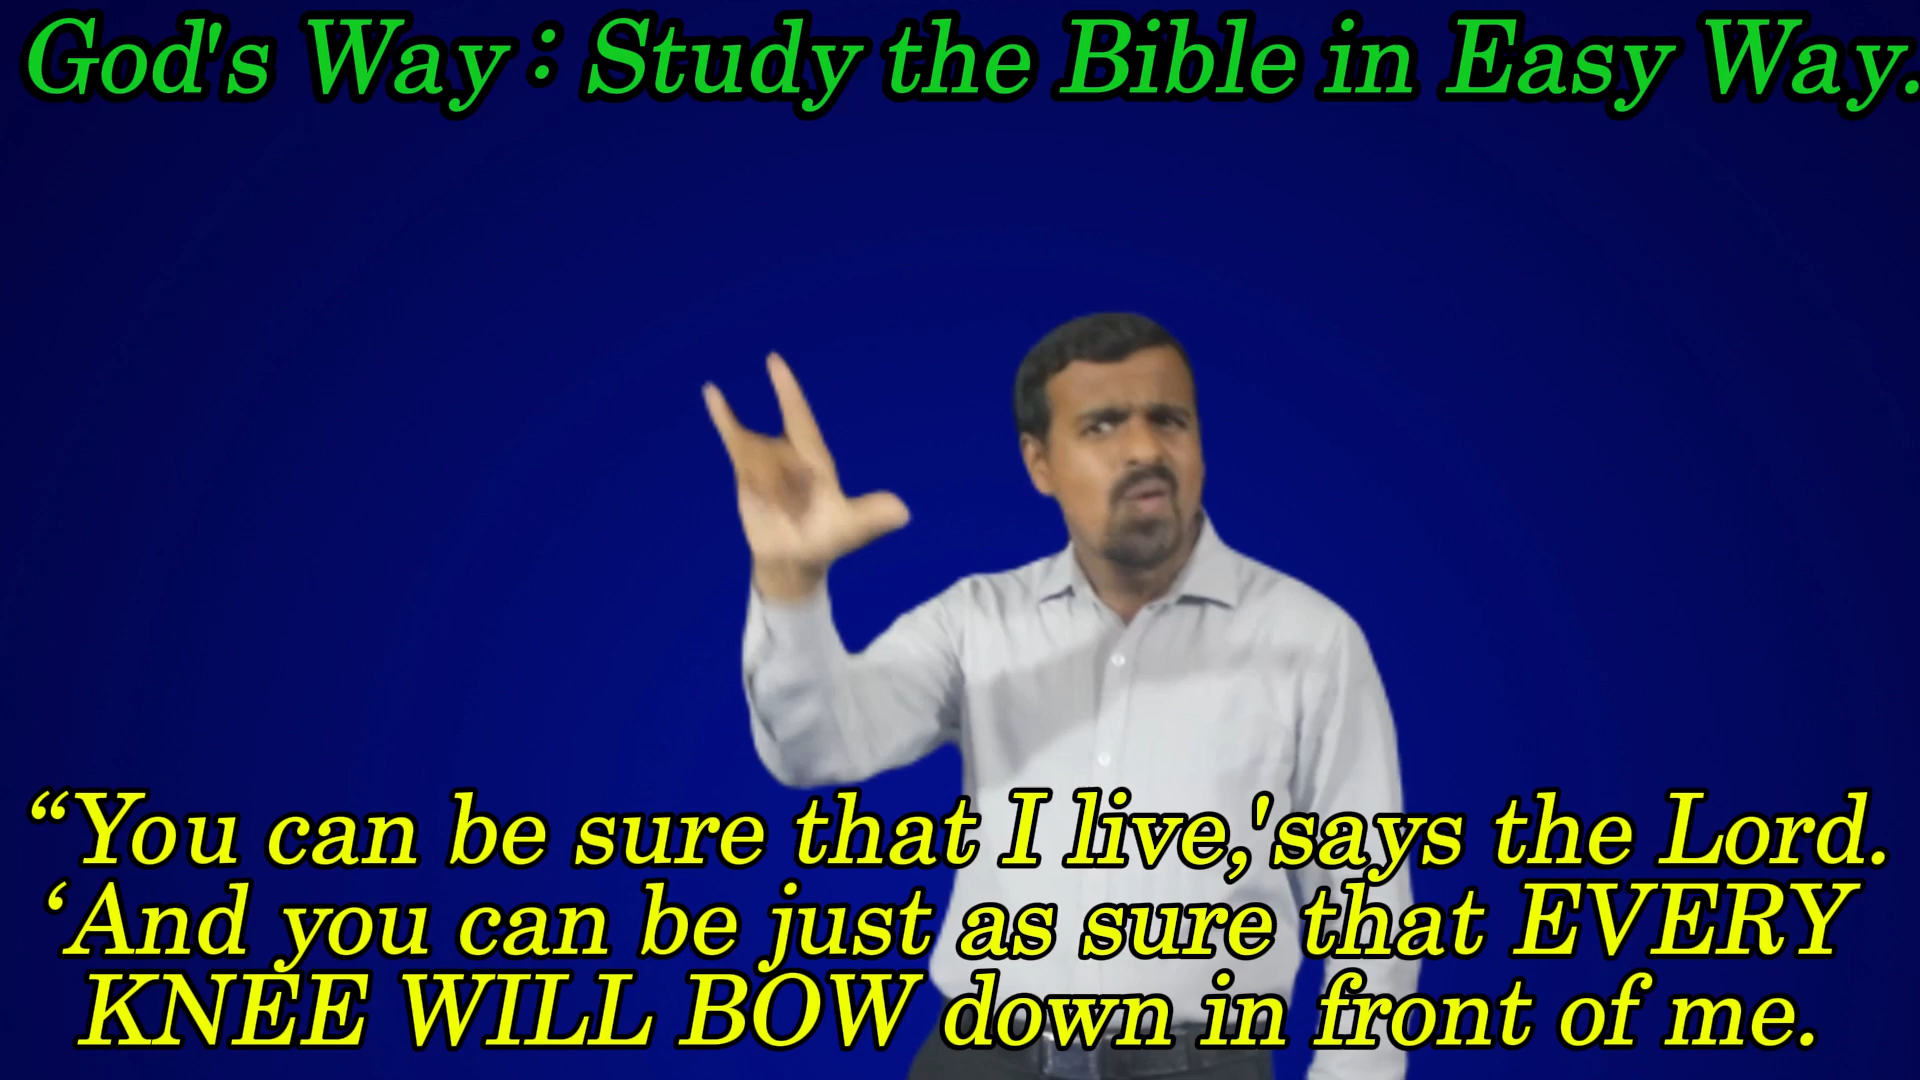 God's Way : Study the Bible in Easy Way.
“You can be sure that I live,'says the Lord.
‘And you can be just as sure that EVERY
KNEE WILL BOW down in front of me.